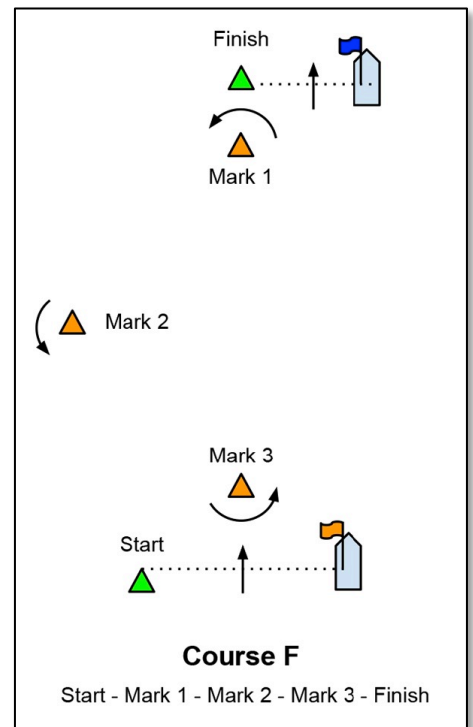 Finish
Mark 1
Mark 2
Mark 3
Start
Course F
Start - Mark 1 - Mark 2 - Mark 3 - Finish